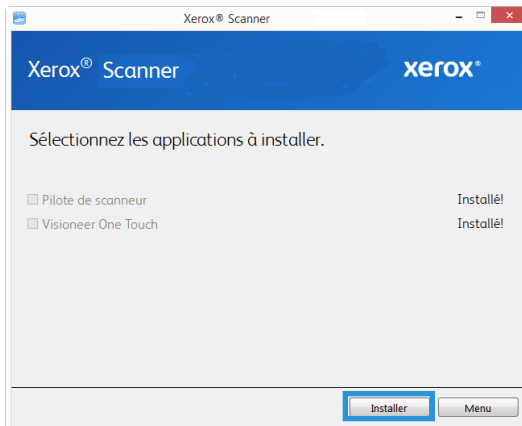 Xerox® Scanner
Xerox® Scanner
xerox®
Sélectionnez les applications à installer.
Pilote de scanneur Installé!
Visioneer One Touch Installé!
Installer Menu